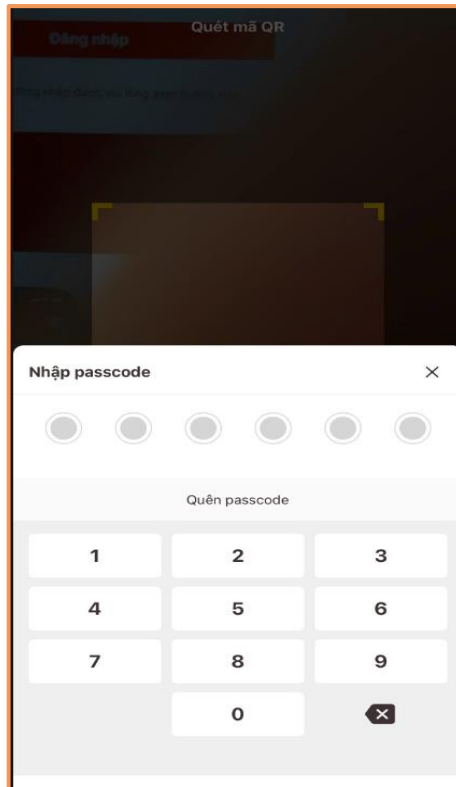 Quét mã QR
Đăng nhập
Nhập passcode
Quên passcode
1 2 3
4 5 6
7 8 9
0